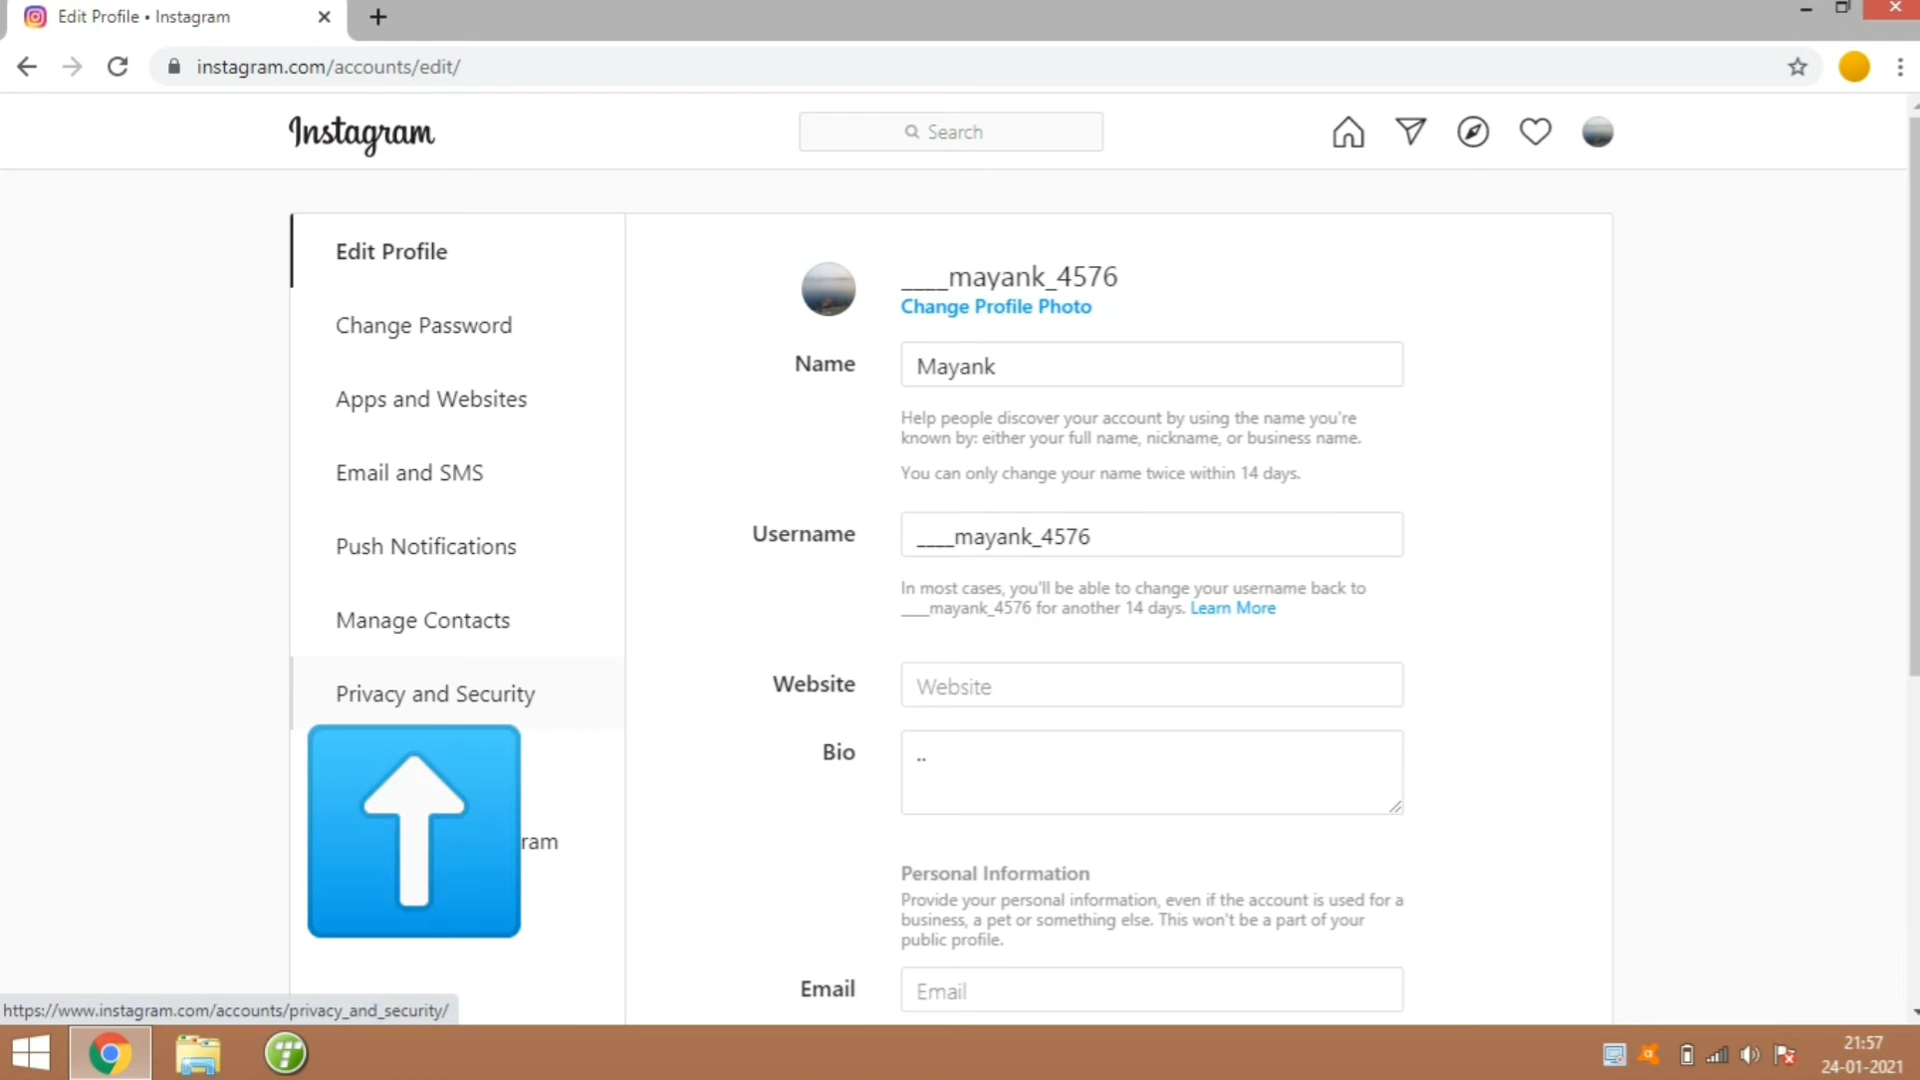 Edit Profile • Instagram
instagram.com/accounts/edit/
Instagram
Search
Edit Profile
Change Password
Apps and Websites
Email and SMS
Push Notifications
Manage Contacts
Privacy and Security
ram
____mayank_4576
Change Profile Photo
Name
Mayank
Help people discover your account by using the name you're
known by: either your full name, nickname, or business name.
You can only change your name twice within 14 days.
Username
____mayank_4576
In most cases, you'll be able to change your username back to
____mayank_4576 for another 14 days. Learn More
Website
Website
Bio
..
Personal Information
Provide your personal information, even if the account is used for a
business, a pet or something else. This won't be a part of your
public profile.
Email
Email
https://www.instagram.com/accounts/privacy_and_security/
21:57
24-01-2021